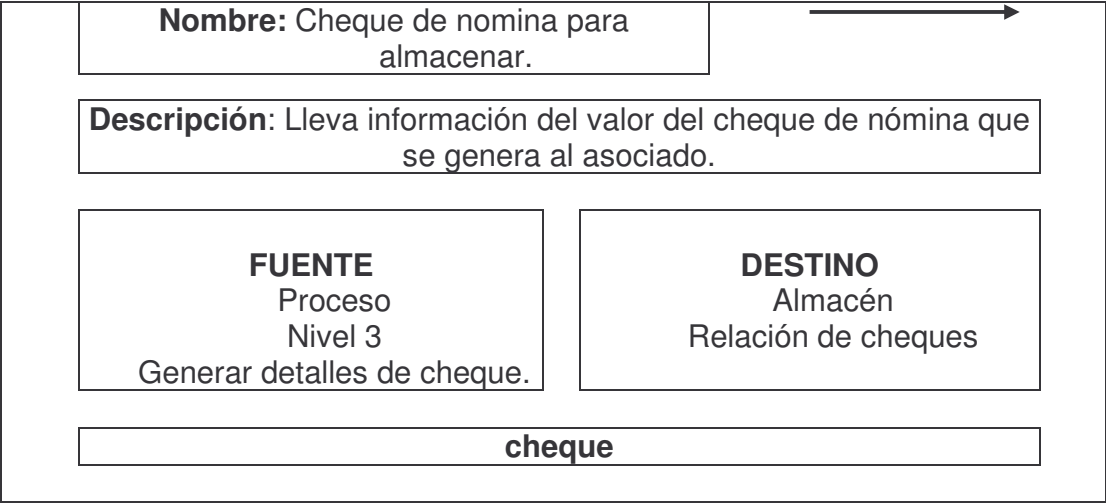 Nombre: Cheque de nomina para
almacenar.
Descripción: Lleva información del valor del cheque de nómina que
se genera al asociado.
FUENTE
Proceso
Nivel 3
Generar detalles de cheque.
DESTINO
Almacén
Relación de cheques
cheque